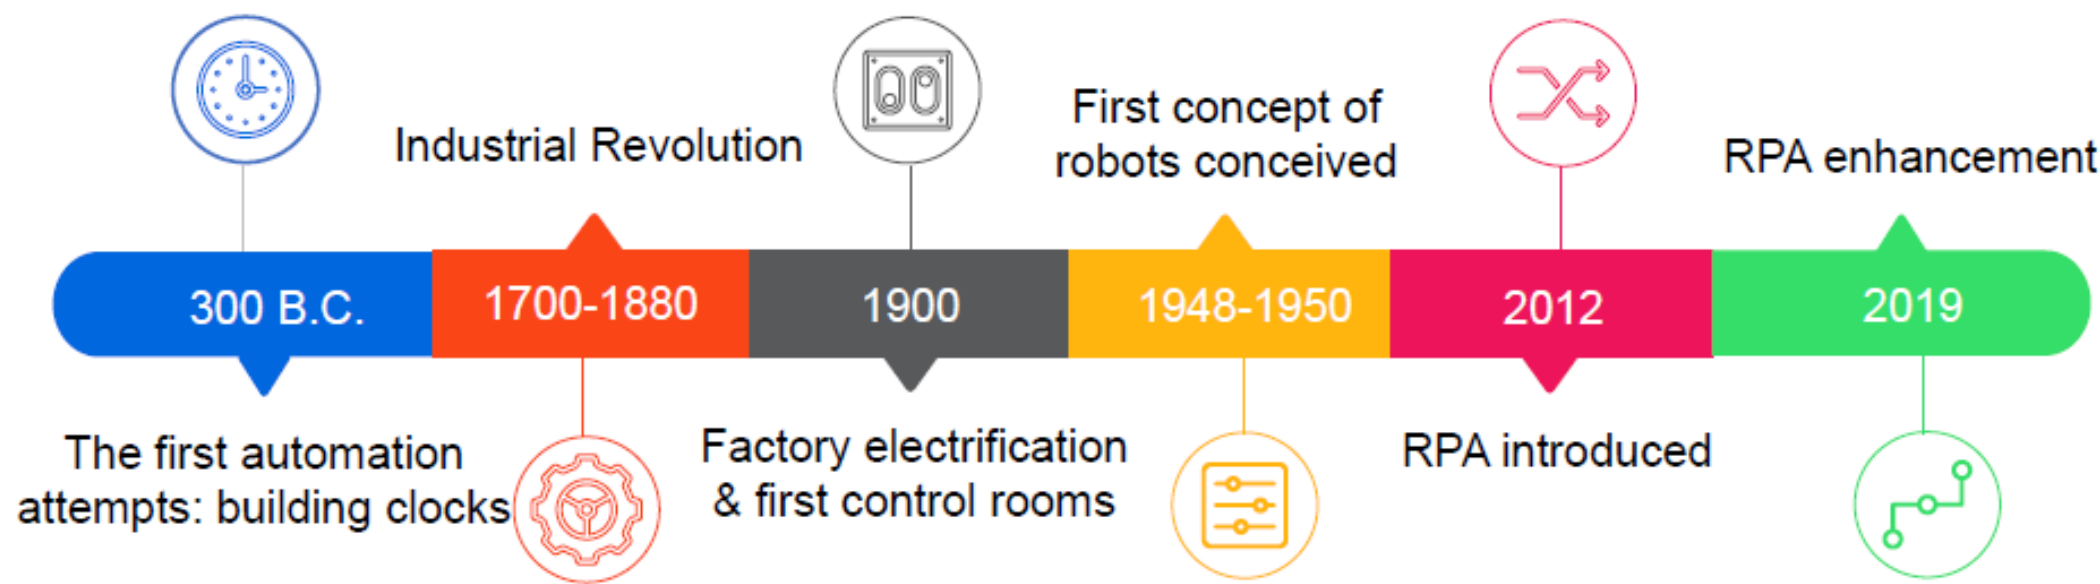 Industrial Revolution
First concept of
robots conceived
RPA enhancement
300 B.C.
1700-1880
1900
1948-1950
2012
2019
The first automation
attempts: building clocks
Factory electrification
& first control rooms
RPA introduced